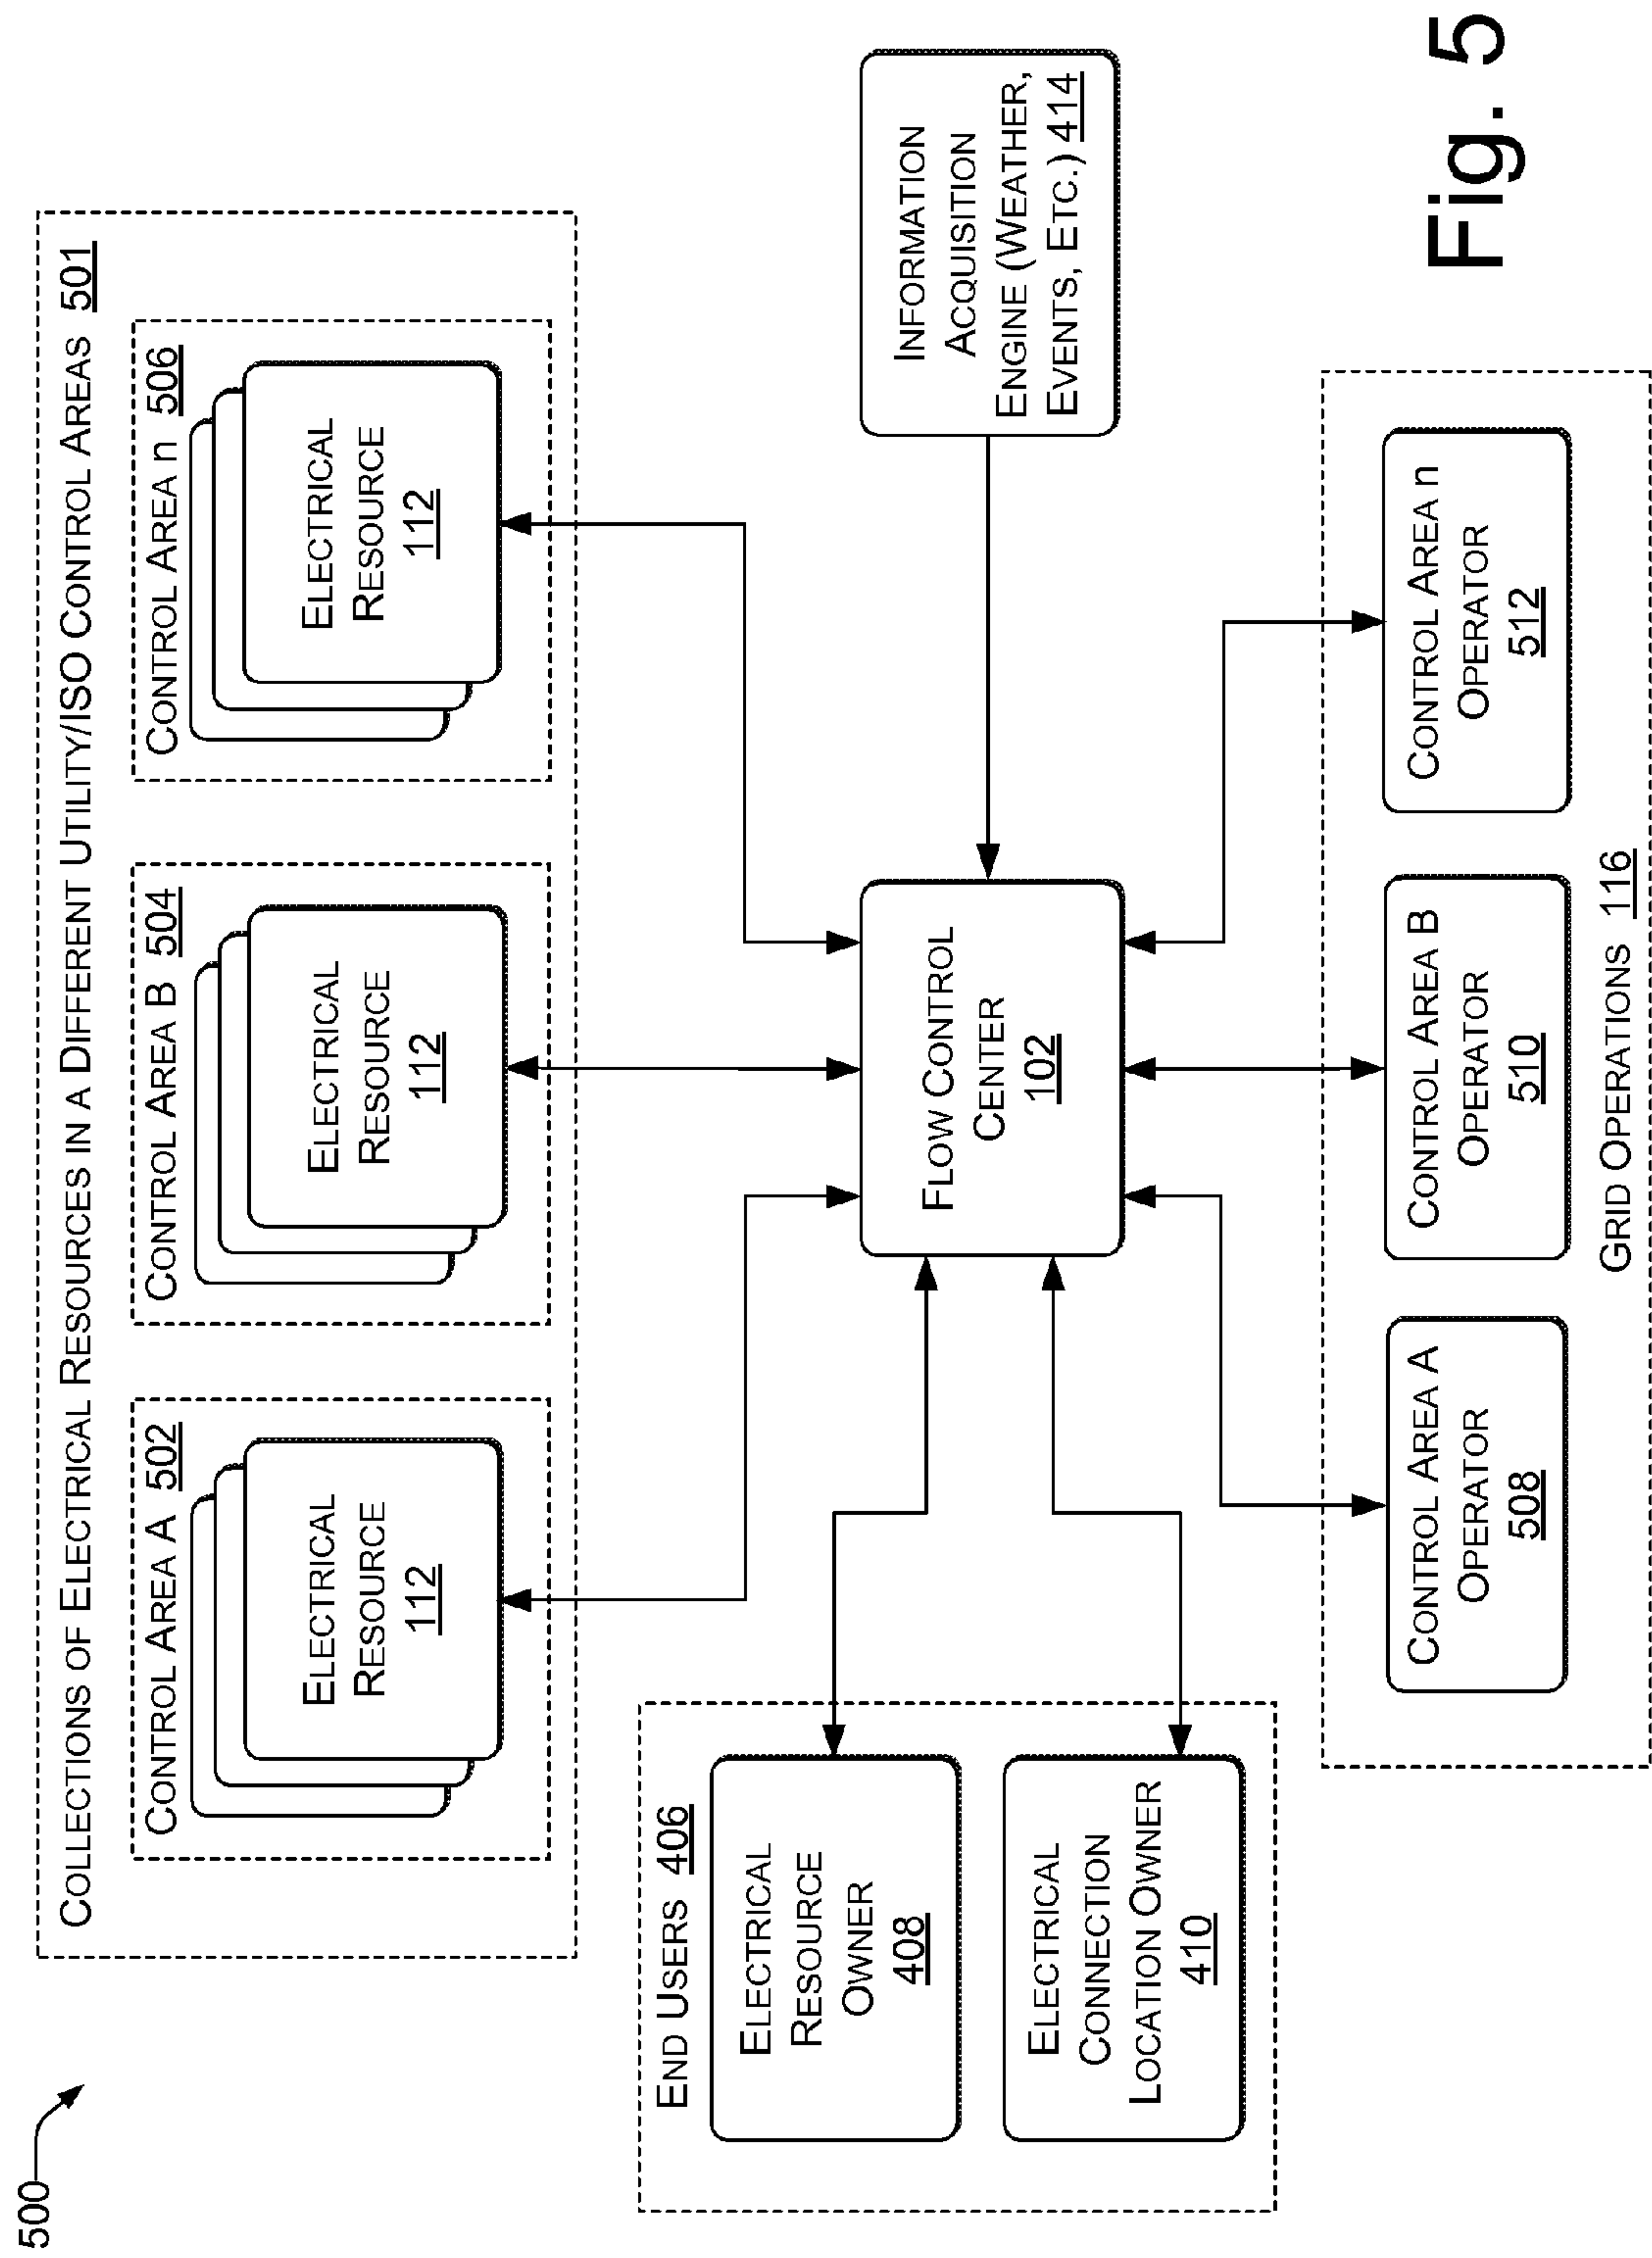 500
COLLECTIONS OF ELECTRICAL RESOURCES IN A DIFFERENT UTILITY/ISO CONTROL AREAS 501
CONTROL AREA A 502
ELECTRICAL
RESOURCE
112
CONTROL AREA B 504
ELECTRICAL
RESOURCE
112
CONTROL AREA n 506
ELECTRICAL
RESOURCE
112
END USERS 406
ELECTRICAL
RESOURCE
OWNER
408
ELECTRICAL
CONNECTION
LOCATION OWNER
410
FLOW CONTROL
CENTER
102
INFORMATION
ACQUISITION
ENGINE (WEATHER,
EVENTS, ETC.) 414
CONTROL AREA A
OPERATOR
508
CONTROL AREA B
OPERATOR
510
CONTROL AREA n
OPERATOR
512
GRID OPERATIONS 116
Fig. 5